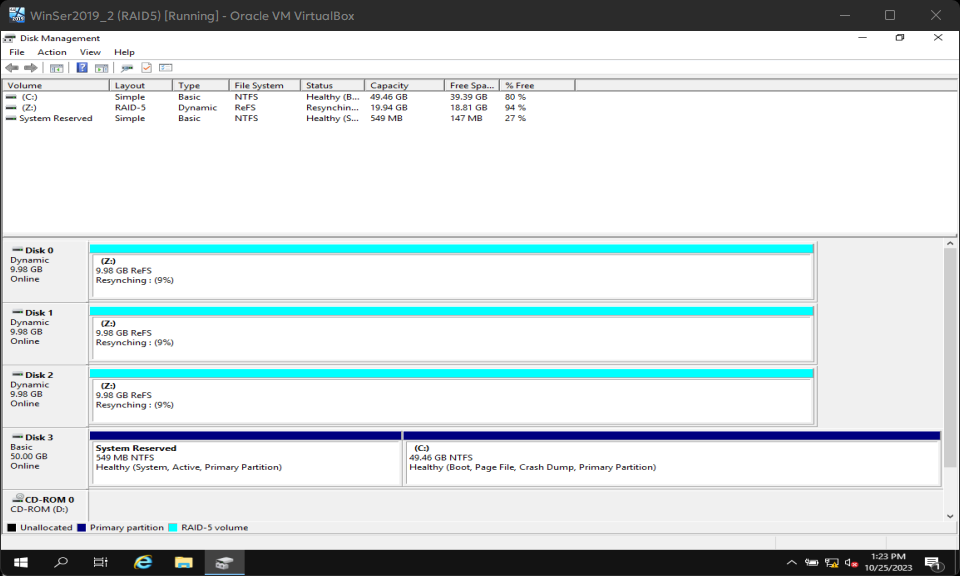 WinSer2019_2 (RAID5) [Running] - Oracle VM VirtualBox
Disk Management
File Action View Help
Volume Layout Type File System Status Capacity Free Spa... % Free
(C:) Simple Basic NTFS Healthy (B... 49.46 GB 39.39 GB 80 %
(Z:) RAID-5 Dynamic ReFS Resynchin... 19.94 GB 18.81 GB 94 %
System Reserved Simple Basic NTFS Healthy (S... 549 MB 147 MB 27 %
Disk 0
Dynamic
9.98 GB
Online
(Z:)
9.98 GB ReFS
Resynching : (9%)
Disk 1
Dynamic
9.98 GB
Online
(Z:)
9.98 GB ReFS
Resynching : (9%)
Disk 2
Dynamic
9.98 GB
Online
(Z:)
9.98 GB ReFS
Resynching : (9%)
Disk 3
Basic
50.00 GB
Online
System Reserved
549 MB NTFS
Healthy (System, Active, Primary Partition)
(C:)
49.46 GB NTFS
Healthy (Boot, Page File, Crash Dump, Primary Partition)
CD-ROM 0
CD-ROM (D:)
Unallocated Primary partition RAID-5 volume
1:23 PM
10/25/2023
1